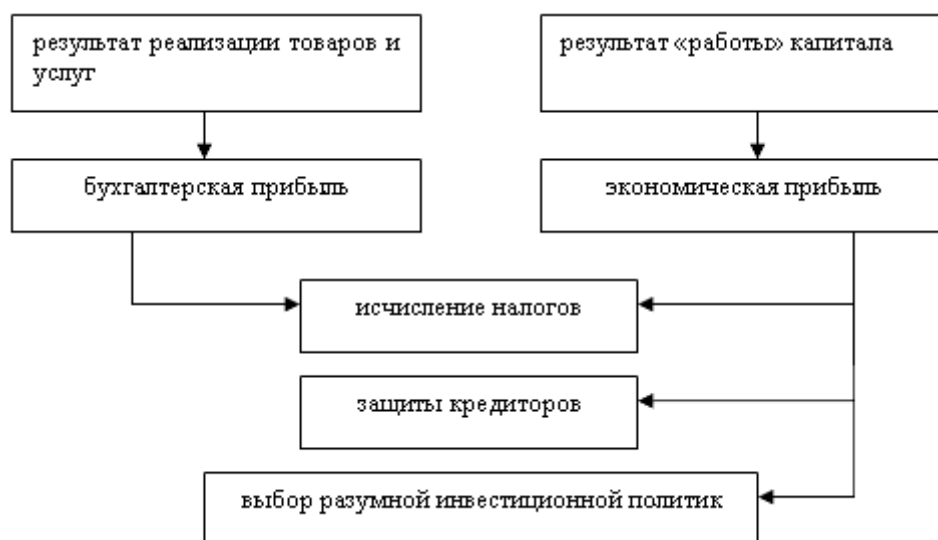 результат реализации товаров и
услуг
результат «работы» капитала
бухгалтерская прибыль
экономическая прибыль
исчисление налогов
защиты кредиторов
выбор разумной инвестиционной политик